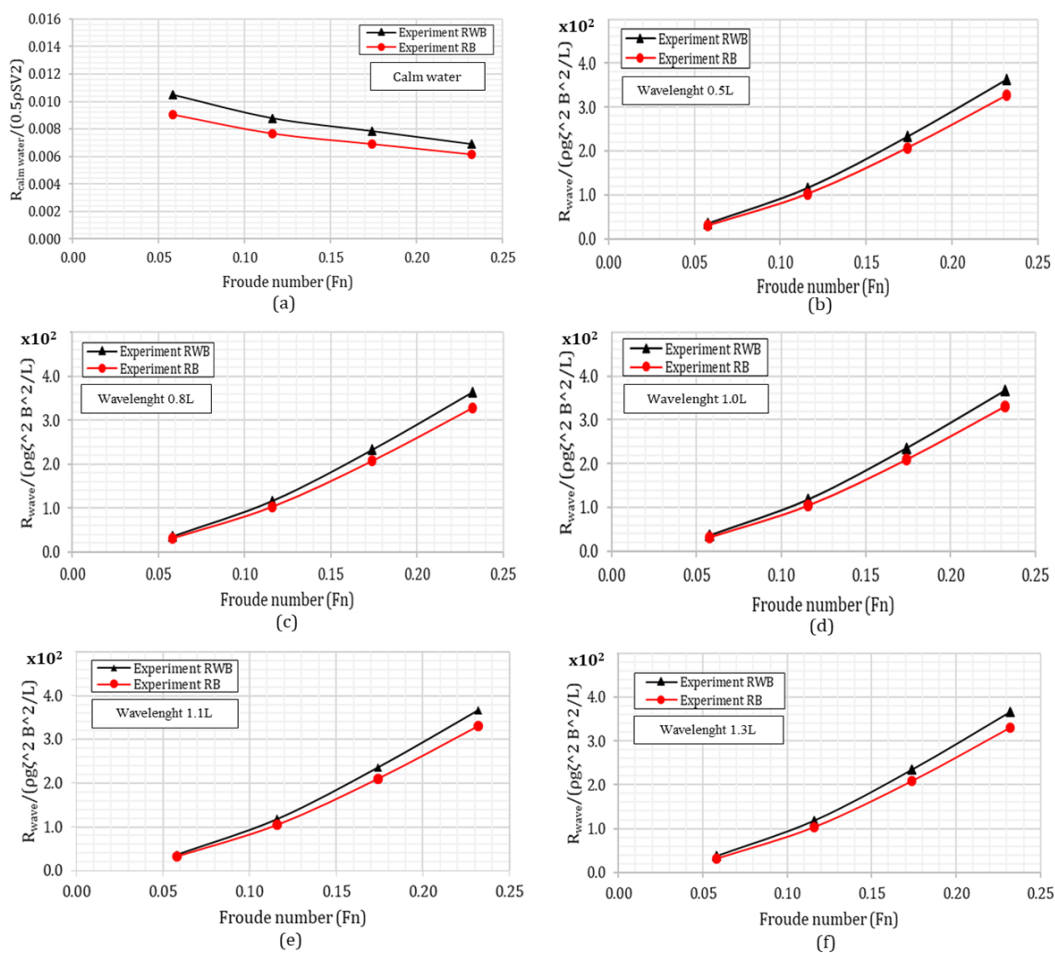 0.016
0.014
0.012
0.010
0.008
0.006
0.004
0.002
0.000
R_calm water/(0.5ρSV2)
Experiment RWB
Experiment RB
Calm water
0.00 0.05 0.10 0.15 0.20 0.25
Froude number (Fn)
(a)
x10²
4.0
3.0
2.0
1.0
0.0
R_wave/(ρgζ^2 B^2/L)
Experiment RWB
Experiment RB
Wavelenght 0.5L
0.00 0.05 0.10 0.15 0.20 0.25
Froude number (Fn)
(b)
x10²
4.0
3.0
2.0
1.0
0.0
R_wave/(ρgζ^2 B^2/L)
Experiment RWB
Experiment RB
Wavelenght 0.8L
0.00 0.05 0.10 0.15 0.20 0.25
Froude number (Fn)
(c)
x10²
4.0
3.0
2.0
1.0
0.0
R_wave/(ρgζ^2 B^2/L)
Experiment RWB
Experiment RB
Wavelenght 1.0L
0.00 0.05 0.10 0.15 0.20 0.25
Froude number (Fn)
(d)
x10²
4.0
3.0
2.0
1.0
0.0
R_wave/(ρgζ^2 B^2/L)
Experiment RWB
Experiment RB
Wavelenght 1.1L
0.00 0.05 0.10 0.15 0.20 0.25
Froude number (Fn)
(e)
x10²
4.0
3.0
2.0
1.0
0.0
R_wave/(ρgζ^2 B^2/L)
Experiment RWB
Experiment RB
Wavelenght 1.3L
0.00 0.05 0.10 0.15 0.20 0.25
Froude number (Fn)
(f)